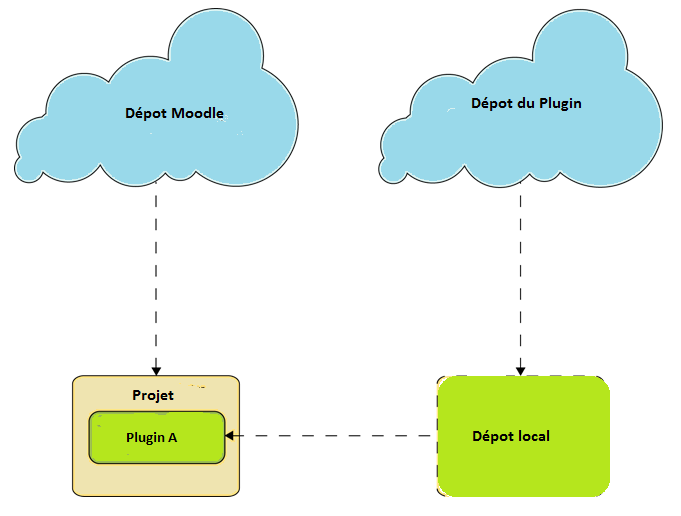 Dépot Moodle
Dépot du Plugin
Projet
Plugin A
Dépot local